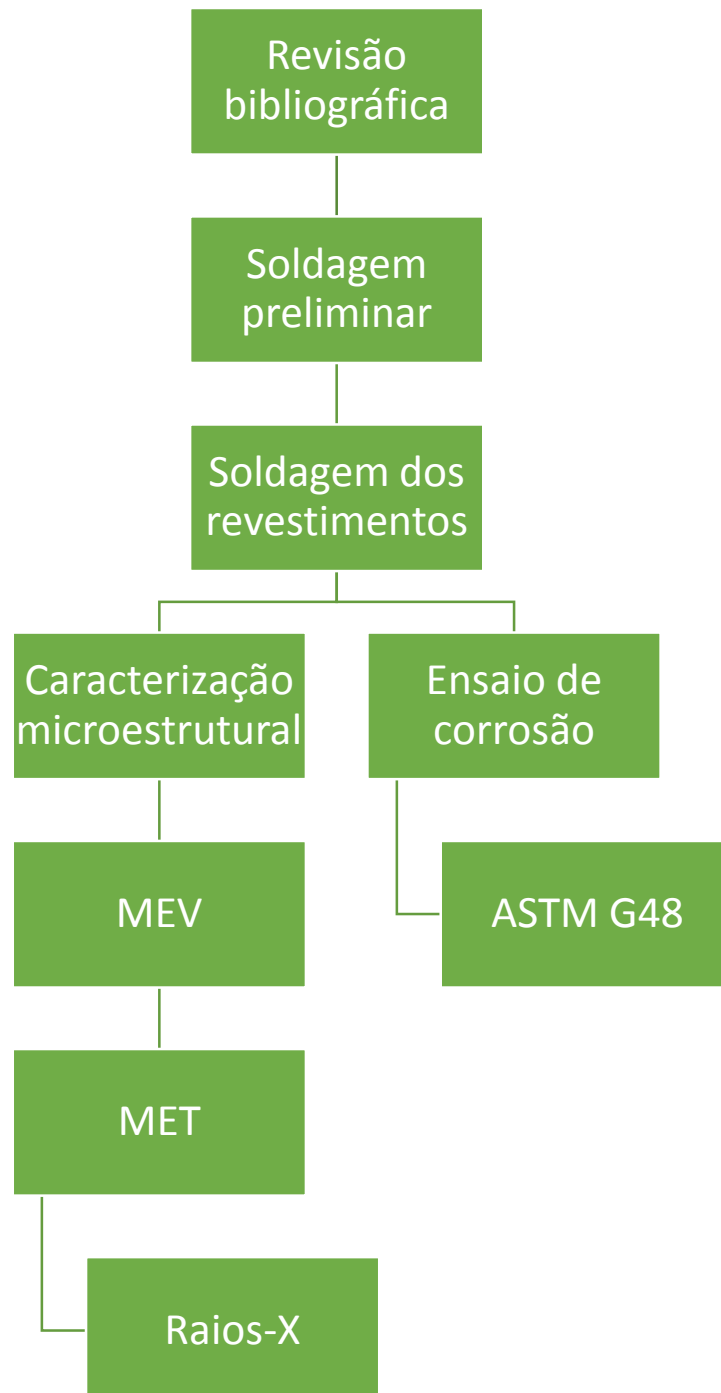 Revisão
bibliográfica
Soldagem
preliminar
Soldagem dos
revestimentos
Caracterização
microestrutural
Ensaio de
corrosão
MEV
ASTM G48
MET
Raios-X